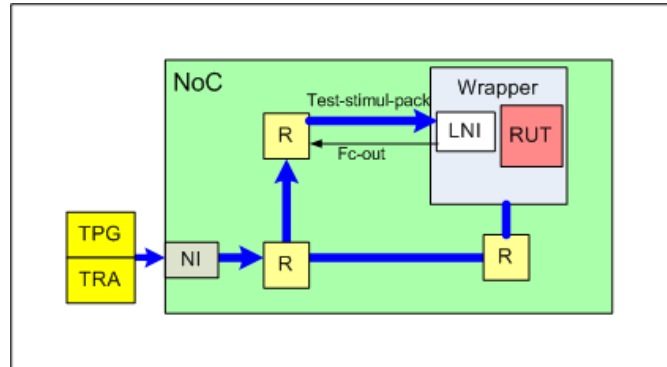 NoC
Wrapper
Test-stimul-pack
R
LNI
RUT
Fc-out
TPG
TRA
NI
R
R